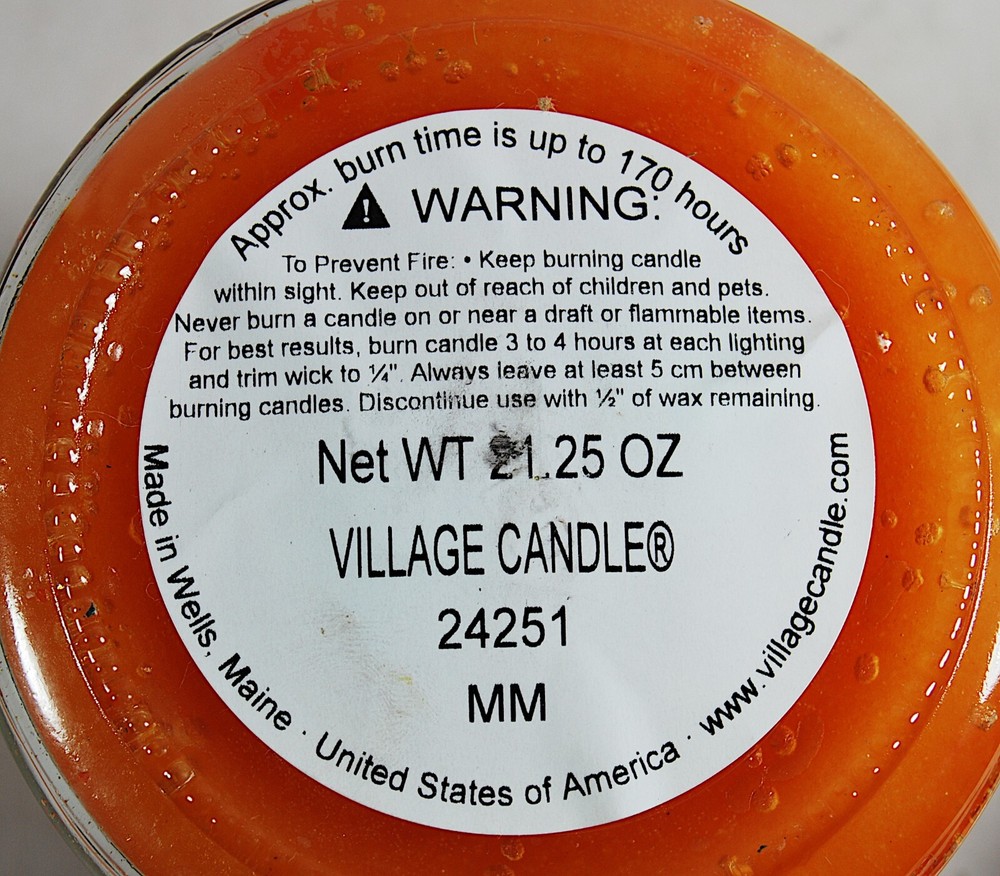 Approx. burn time is up to 170 hours
WARNING:
To Prevent Fire: • Keep burning candle
within sight. Keep out of reach of children and pets.
Never burn a candle on or near a draft or flammable items.
For best results, burn candle 3 to 4 hours at each lighting
and trim wick to ¼". Always leave at least 5 cm between
burning candles. Discontinue use with ½" of wax remaining.
Net WT 21.25 OZ
VILLAGE CANDLE®
24251
MM
Made in Wells, Maine · United States of America · www.villagecandle.com